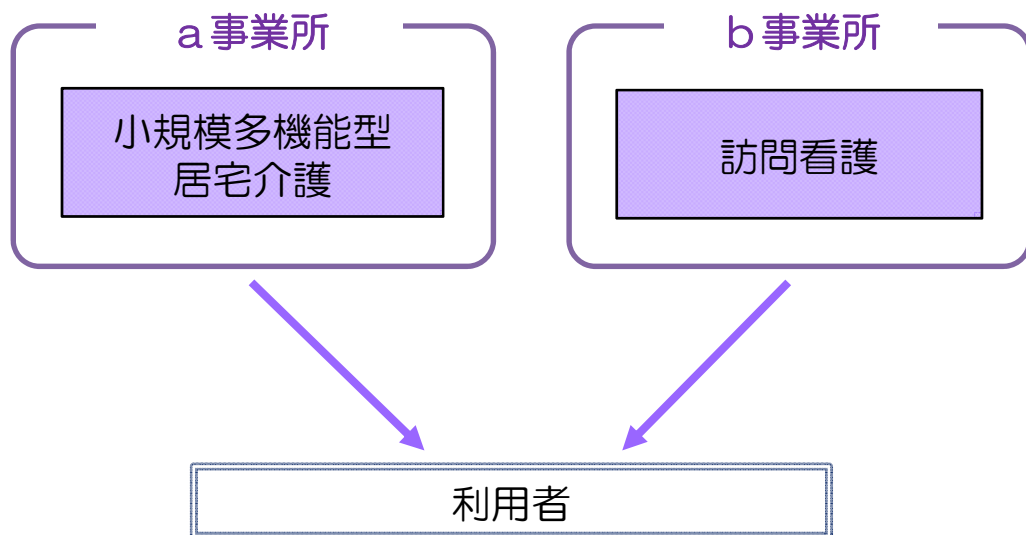 a事業所
b事業所
小規模多機能型
居宅介護
訪問看護
利用者